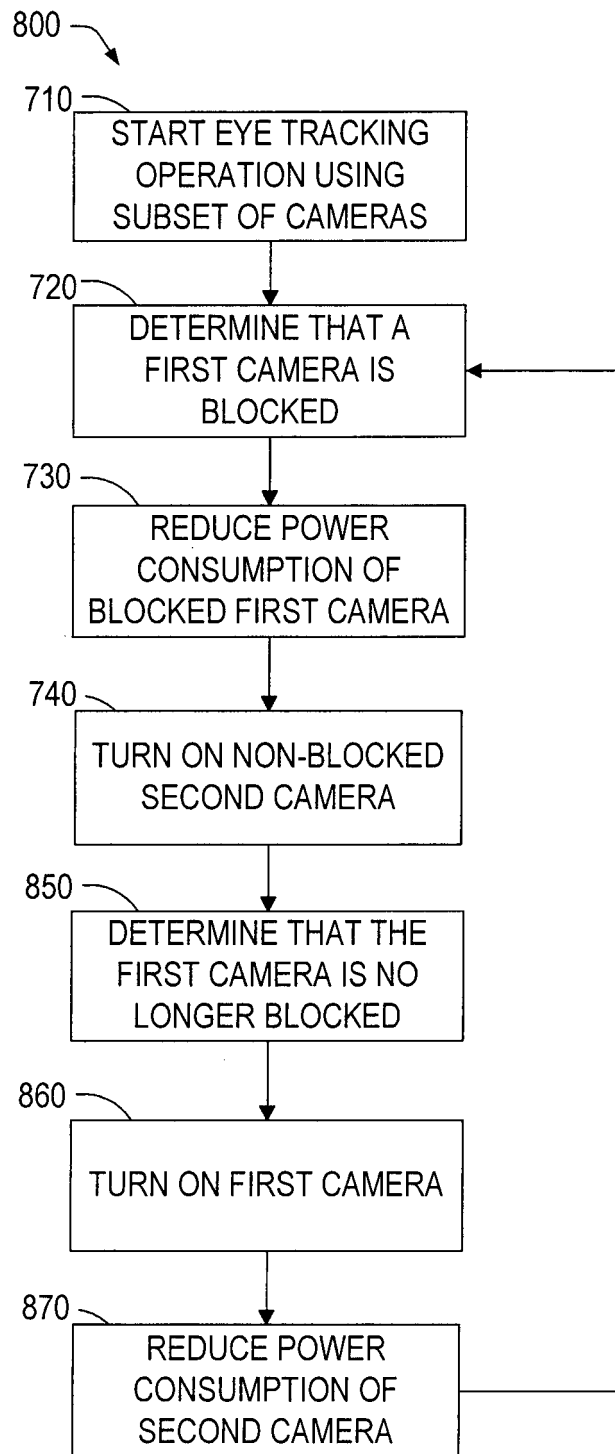 800
710
START EYE TRACKING
OPERATION USING
SUBSET OF CAMERAS
720
DETERMINE THAT A
FIRST CAMERA IS
BLOCKED
730
REDUCE POWER
CONSUMPTION OF
BLOCKED FIRST CAMERA
740
TURN ON NON-BLOCKED
SECOND CAMERA
850
DETERMINE THAT THE
FIRST CAMERA IS NO
LONGER BLOCKED
860
TURN ON FIRST CAMERA
870
REDUCE POWER
CONSUMPTION OF
SECOND CAMERA